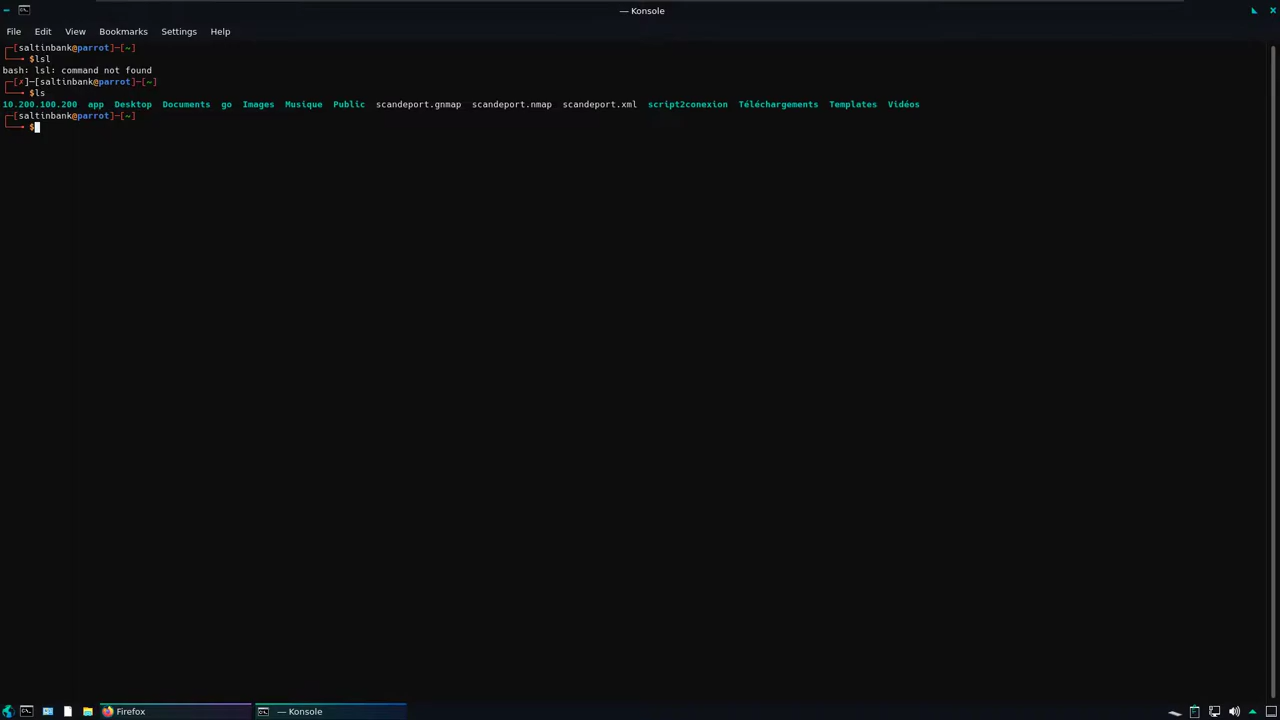 — Konsole
File Edit View Bookmarks Settings Help
┌─[saltinbank@parrot]─[~]
└──╼ $lsl
bash: lsl: command not found
┌─[✗]─[saltinbank@parrot]─[~]
└──╼ $ls
10.200.100.200 app Desktop Documents go Images Musique Public scandeport.gnmap scandeport.nmap scandeport.xml script2conexion Téléchargements Templates Vidéos
┌─[saltinbank@parrot]─[~]
└──╼ $
Firefox — Konsole